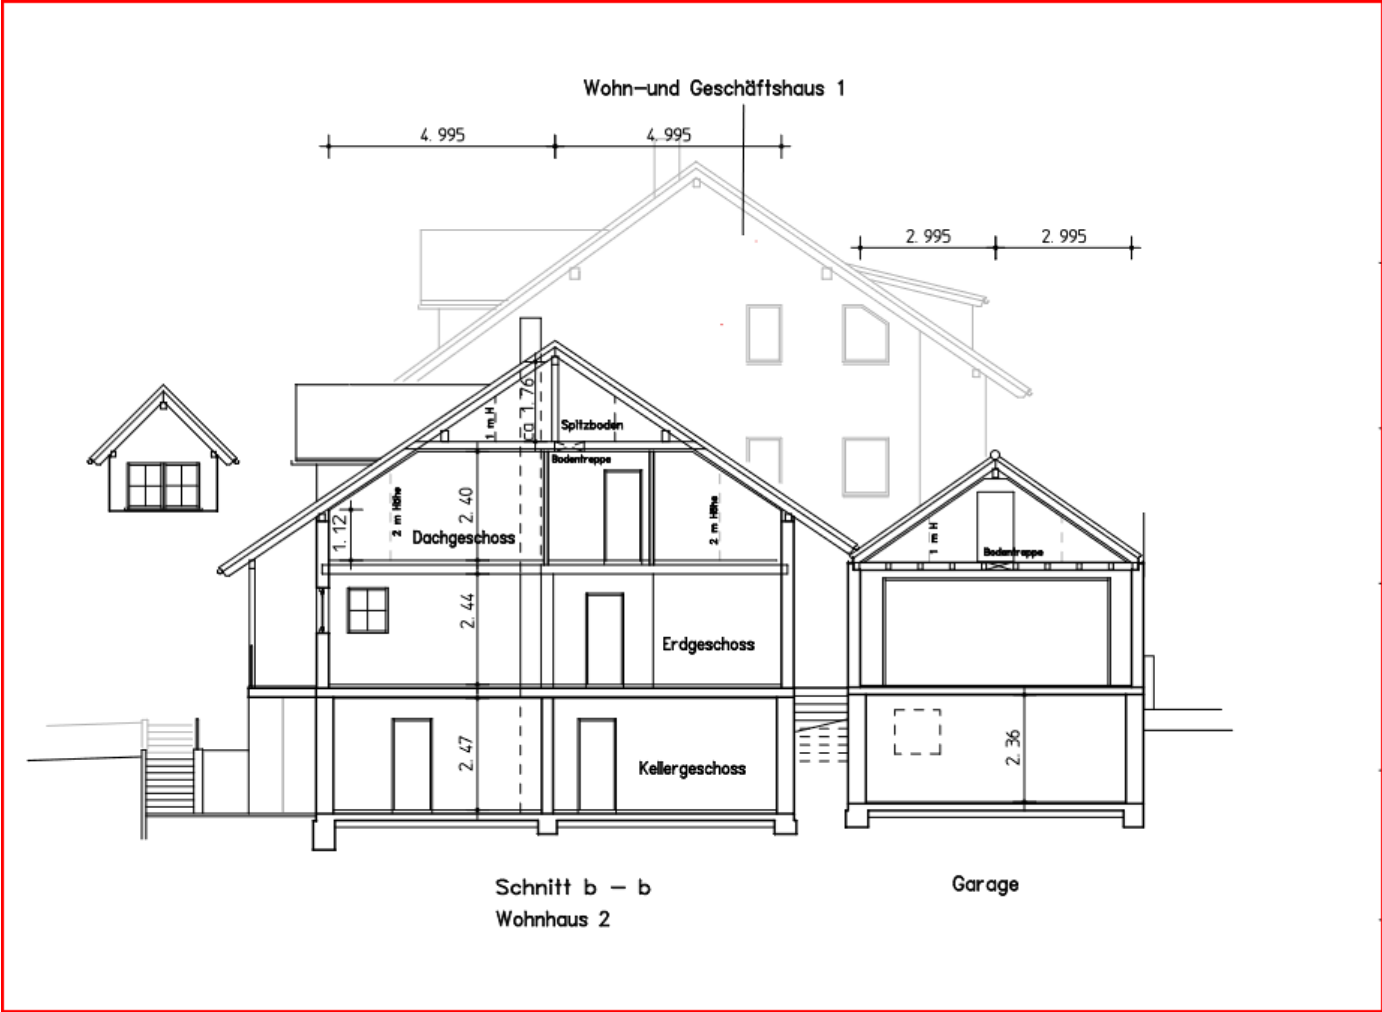 Wohn-und Geschäftshaus 1
4. 995
4. 995
2. 995
2. 995
ca 1. 76
1 m H
Spitzboden
Bodentreppe
2 m Höhe
2. 40
2 m Höhe
1. 12
Dachgeschoss
1 m H
Bodentreppe
2. 44
Erdgeschoss
2. 47
Kellergeschoss
2. 36
Schnitt b - b
Wohnhaus 2
Garage